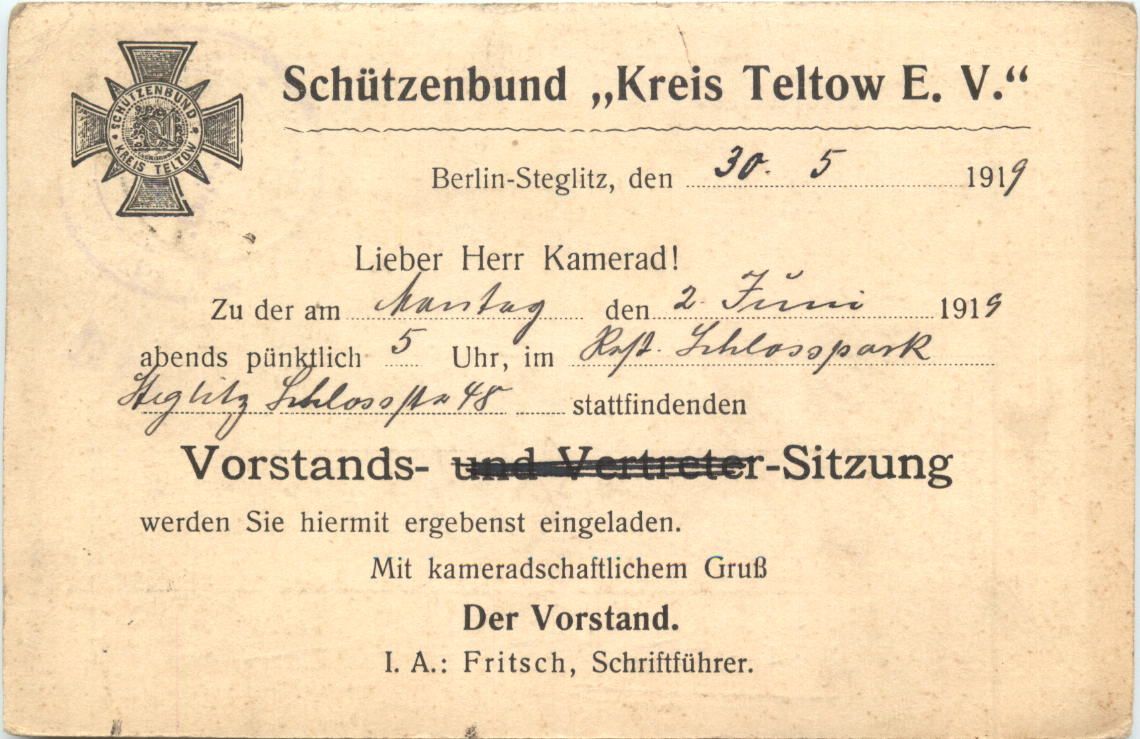 SCHÜTZENBUND
KREIS TELTOW
Schützenbund „Kreis Teltow E. V.“
Berlin-Steglitz, den 30. 5 1919
Lieber Herr Kamerad!
Zu der am Montag den 2. Juni 1919
abends pünktlich 5 Uhr, im Rest. Schlosspark
Steglitz Schlossstr 48 stattfindenden
Vorstands- und Vertreter-Sitzung
werden Sie hiermit ergebenst eingeladen.
Mit kameradschaftlichem Gruß
Der Vorstand.
I. A.: Fritsch, Schriftführer.